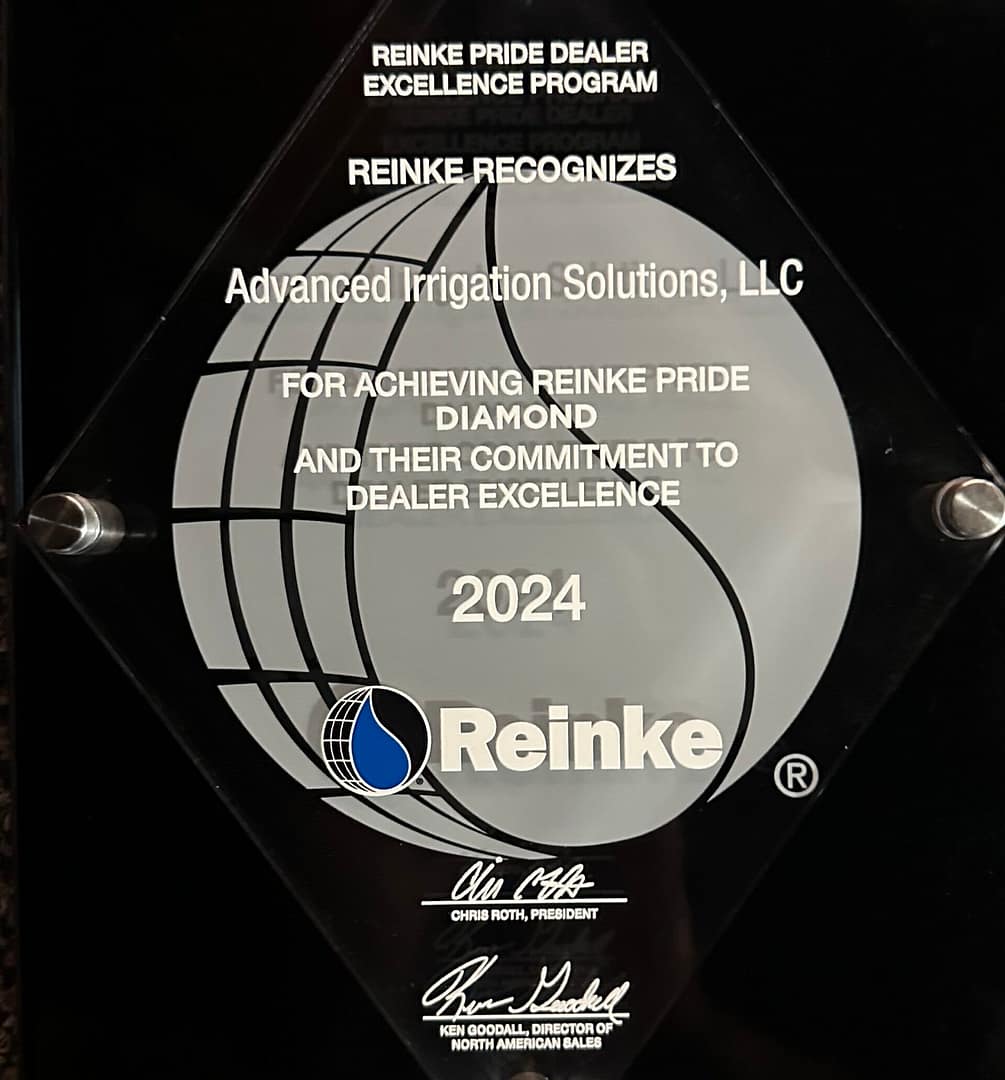 REINKE PRIDE DEALER
EXCELLENCE PROGRAM
REINKE RECOGNIZES
Advanced Irrigation Solutions, LLC
FOR ACHIEVING REINKE PRIDE
DIAMOND
AND THEIR COMMITMENT TO
DEALER EXCELLENCE
2024
Reinke
®
CHRIS ROTH, PRESIDENT
KEN GOODALL, DIRECTOR OF
NORTH AMERICAN SALES